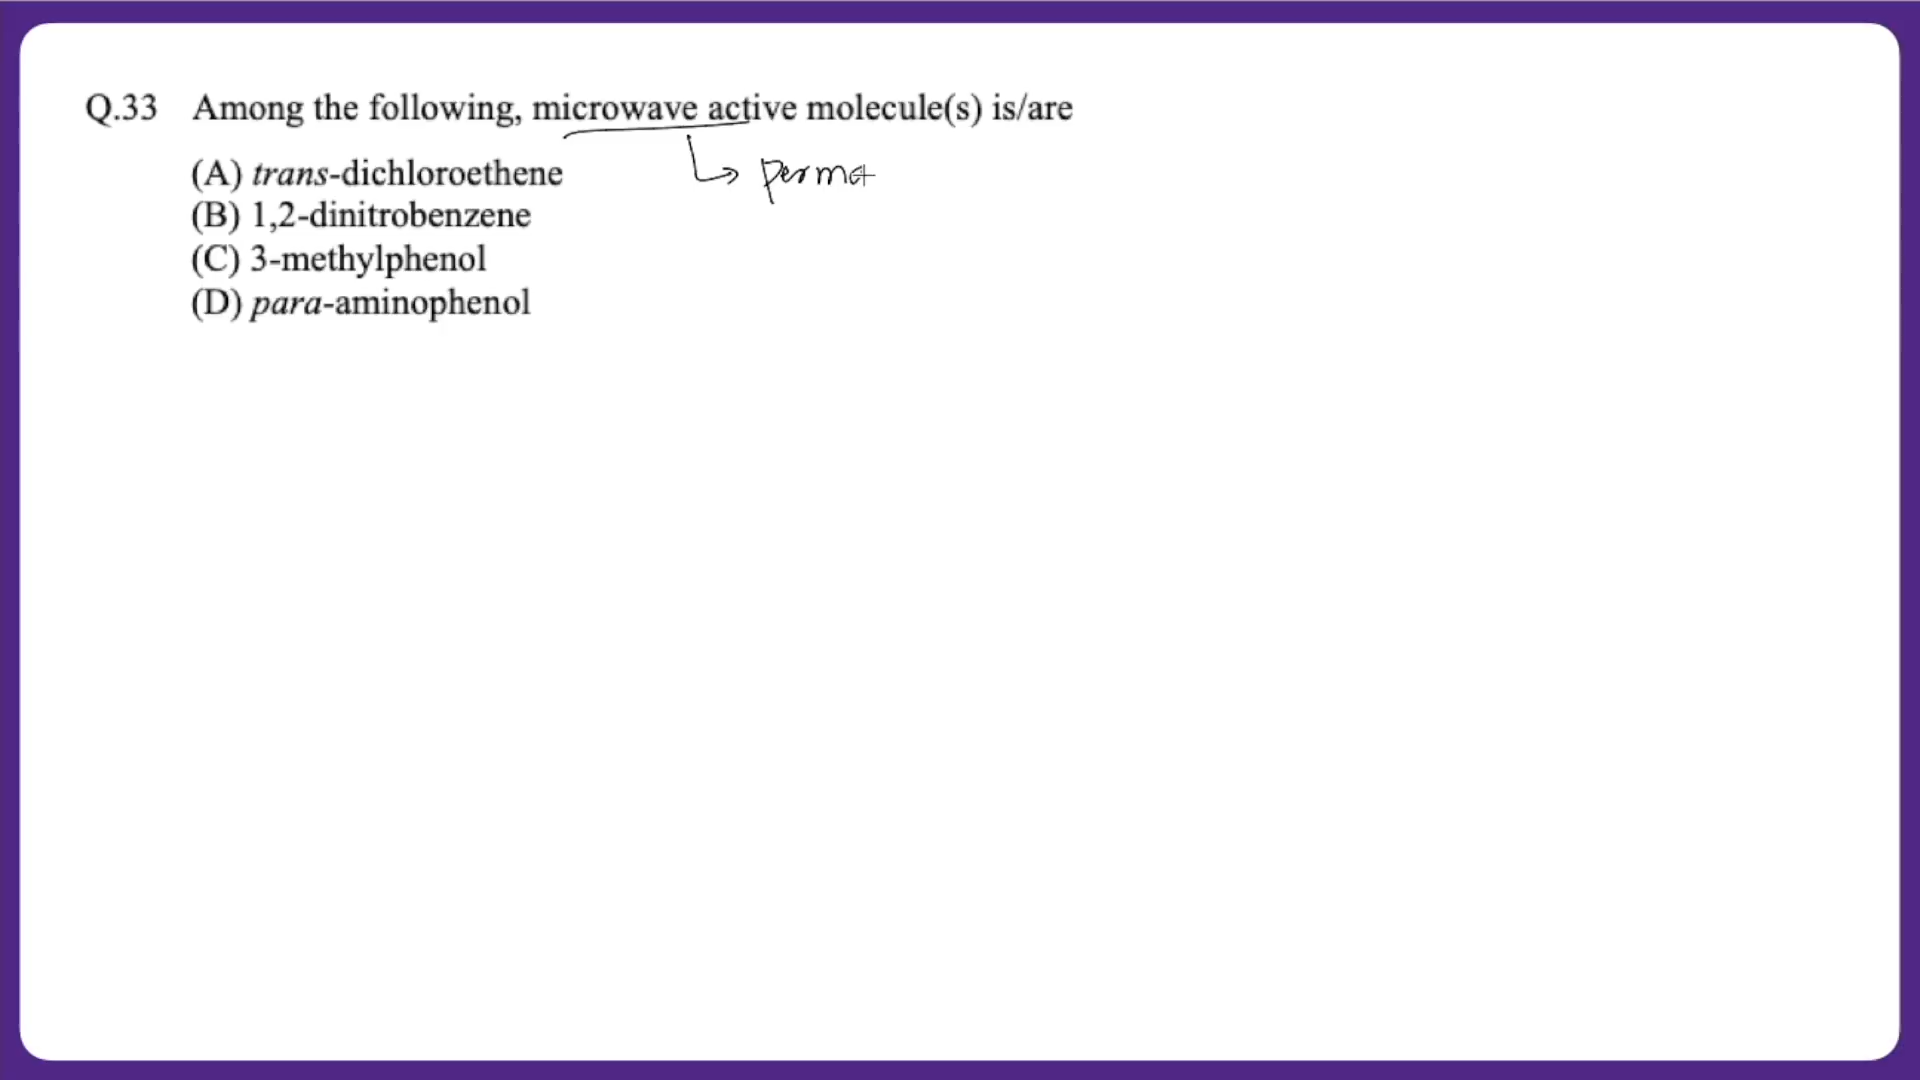 Q.33 Among the following, microwave active molecule(s) is/are
(A) trans-dichloroethene
(B) 1,2-dinitrobenzene
(C) 3-methylphenol
(D) para-aminophenol